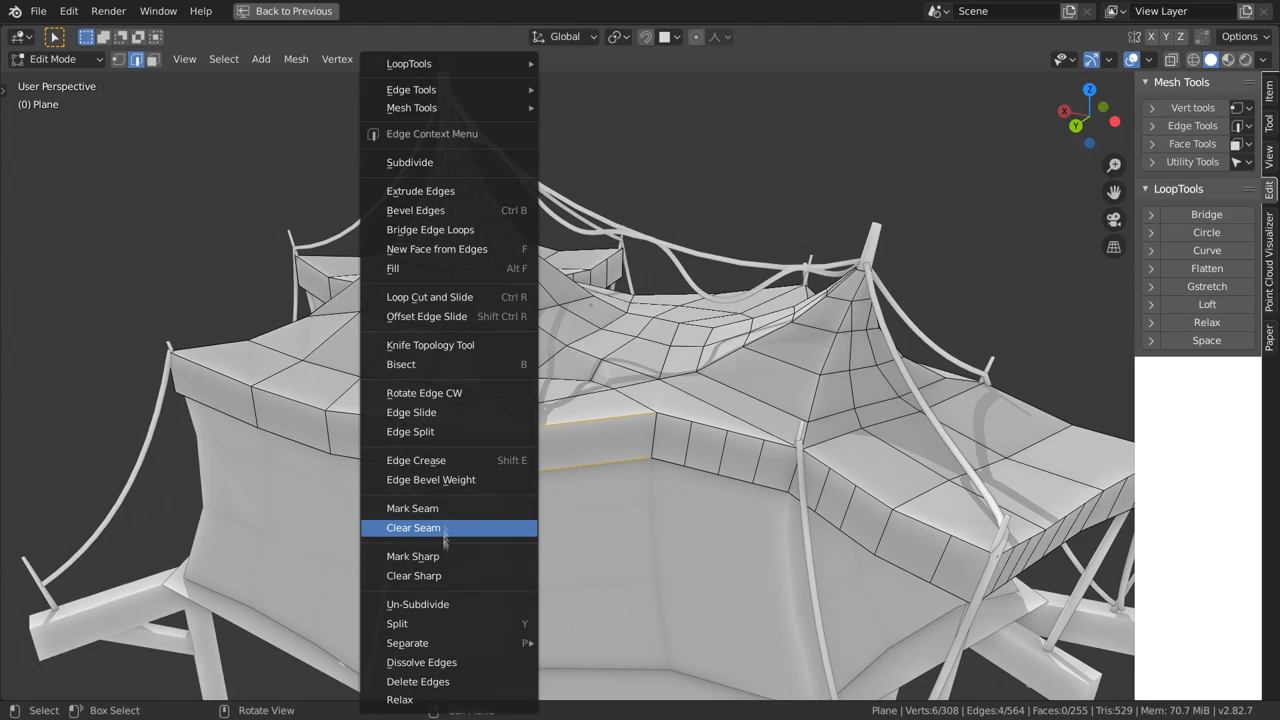 File Edit Render Window Help Back to Previous Scene View Layer
Global X Y Z Options
Edit Mode View Select Add Mesh Vertex
User Perspective
(0) Plane
LoopTools
Edge Tools
Mesh Tools
Edge Context Menu
Subdivide
Extrude Edges
Bevel Edges Ctrl B
Bridge Edge Loops
New Face from Edges F
Fill Alt F
Loop Cut and Slide Ctrl R
Offset Edge Slide Shift Ctrl R
Knife Topology Tool
Bisect B
Rotate Edge CW
Edge Slide
Edge Split
Edge Crease Shift E
Edge Bevel Weight
Mark Seam
Clear Seam
Mark Sharp
Clear Sharp
Un-Subdivide
Split Y
Separate P
Dissolve Edges
Delete Edges
Relax
Z
X
Y
Mesh Tools
Vert tools
Edge Tools
Face Tools
Utility Tools
LoopTools
Bridge
Circle
Curve
Flatten
Gstretch
Loft
Relax
Space
Item
Tool
View
Edit
Point Cloud Visualizer
Paper
Select Box Select Rotate View Plane | Verts:6/308 | Edges:4/564 | Faces:0/255 | Tris:529 | Mem: 70.7 MiB | v2.82.7